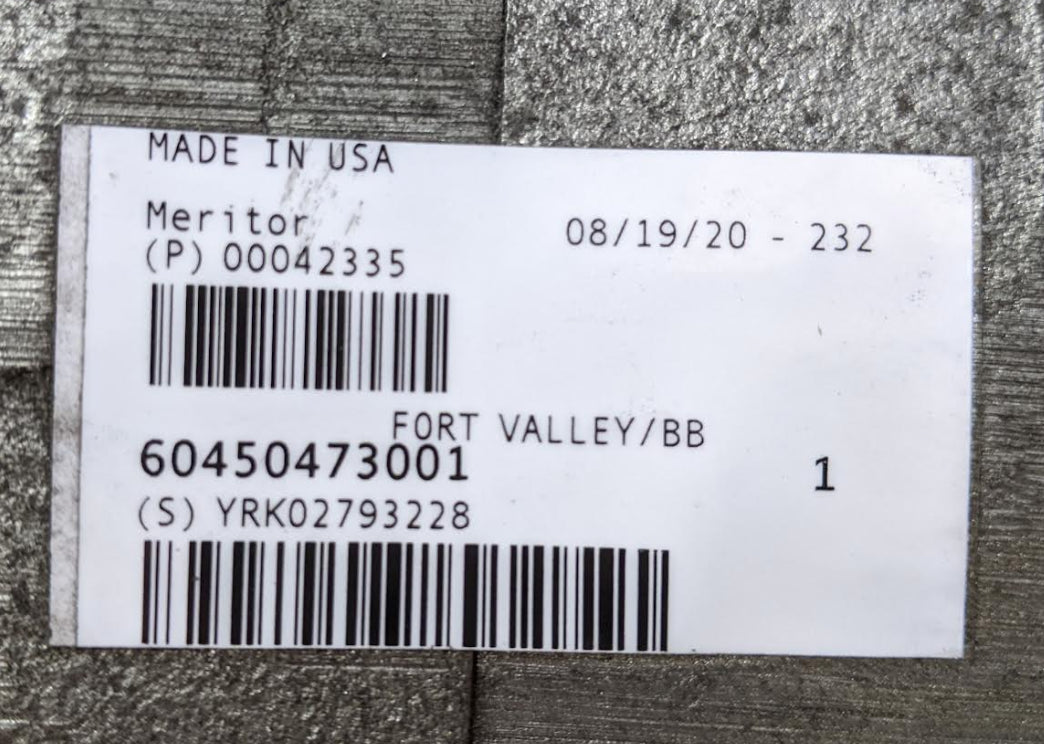 MADE IN USA
Meritor
08/19/20 - 232
(P) 00042335
FORT VALLEY/BB
60450473001
1
(S) YRK02793228